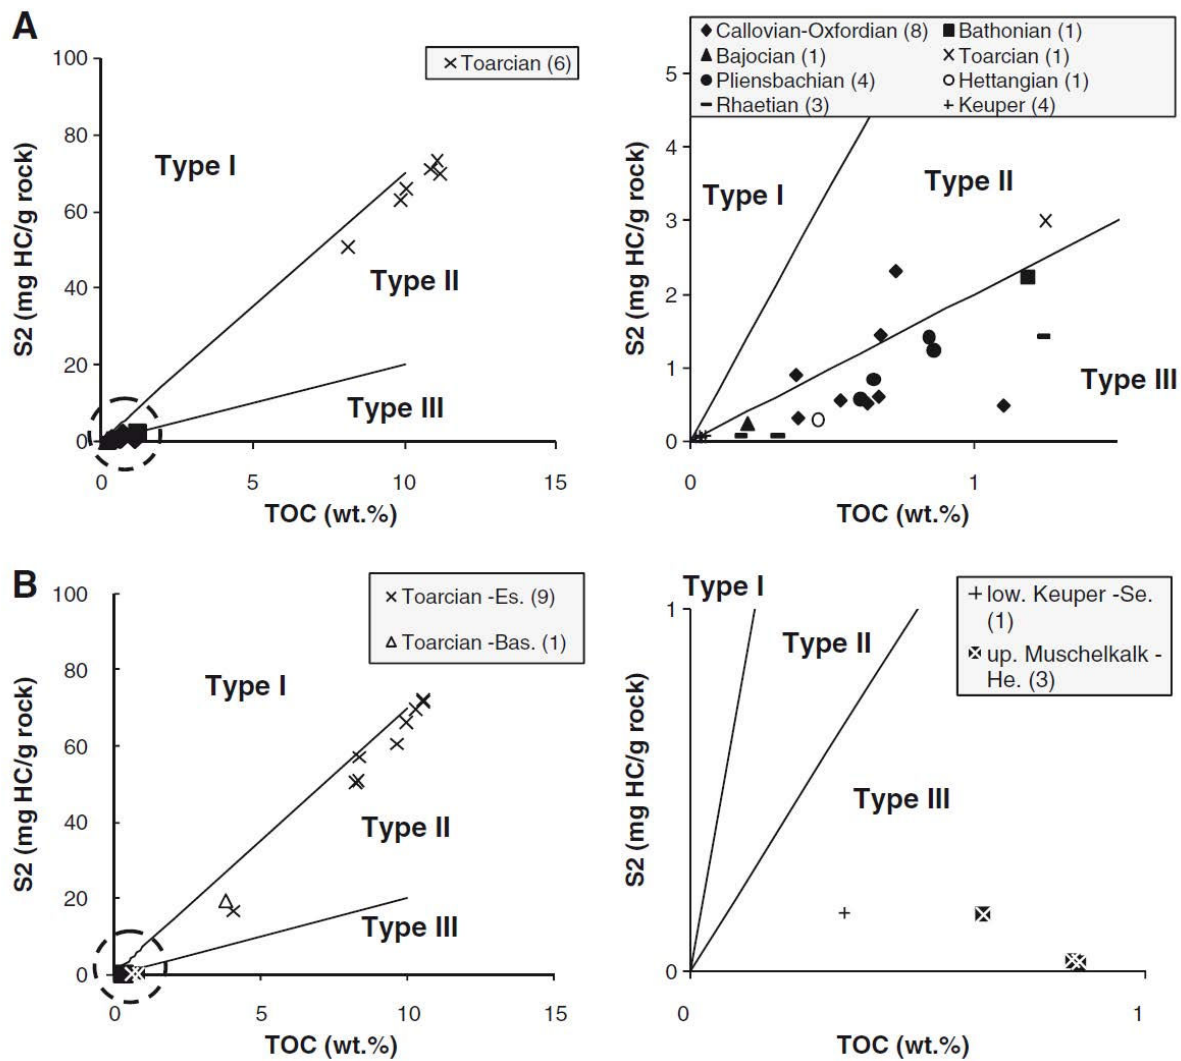 A
100
80
60
40
20
0
S2 (mg HC/g rock)
Toarcian (6)
Type I
Type II
Type III
0 5 10 15
TOC (wt.%)
Callovian-Oxfordian (8) Bathonian (1)
Bajocian (1) Toarcian (1)
Pliensbachian (4) Hettangian (1)
Rhaetian (3) Keuper (4)
5
4
3
2
1
0
S2 (mg HC/g rock)
Type I
Type II
Type III
0 1
TOC (wt.%)
B
100
80
60
40
20
0
S2 (mg HC/g rock)
Toarcian -Es. (9)
Toarcian -Bas. (1)
Type I
Type II
Type III
0 5 10 15
TOC (wt.%)
Type I
1
0
S2 (mg HC/g rock)
low. Keuper -Se.
(1)
up. Muschelkalk -
He. (3)
Type II
Type III
0 1
TOC (wt.%)